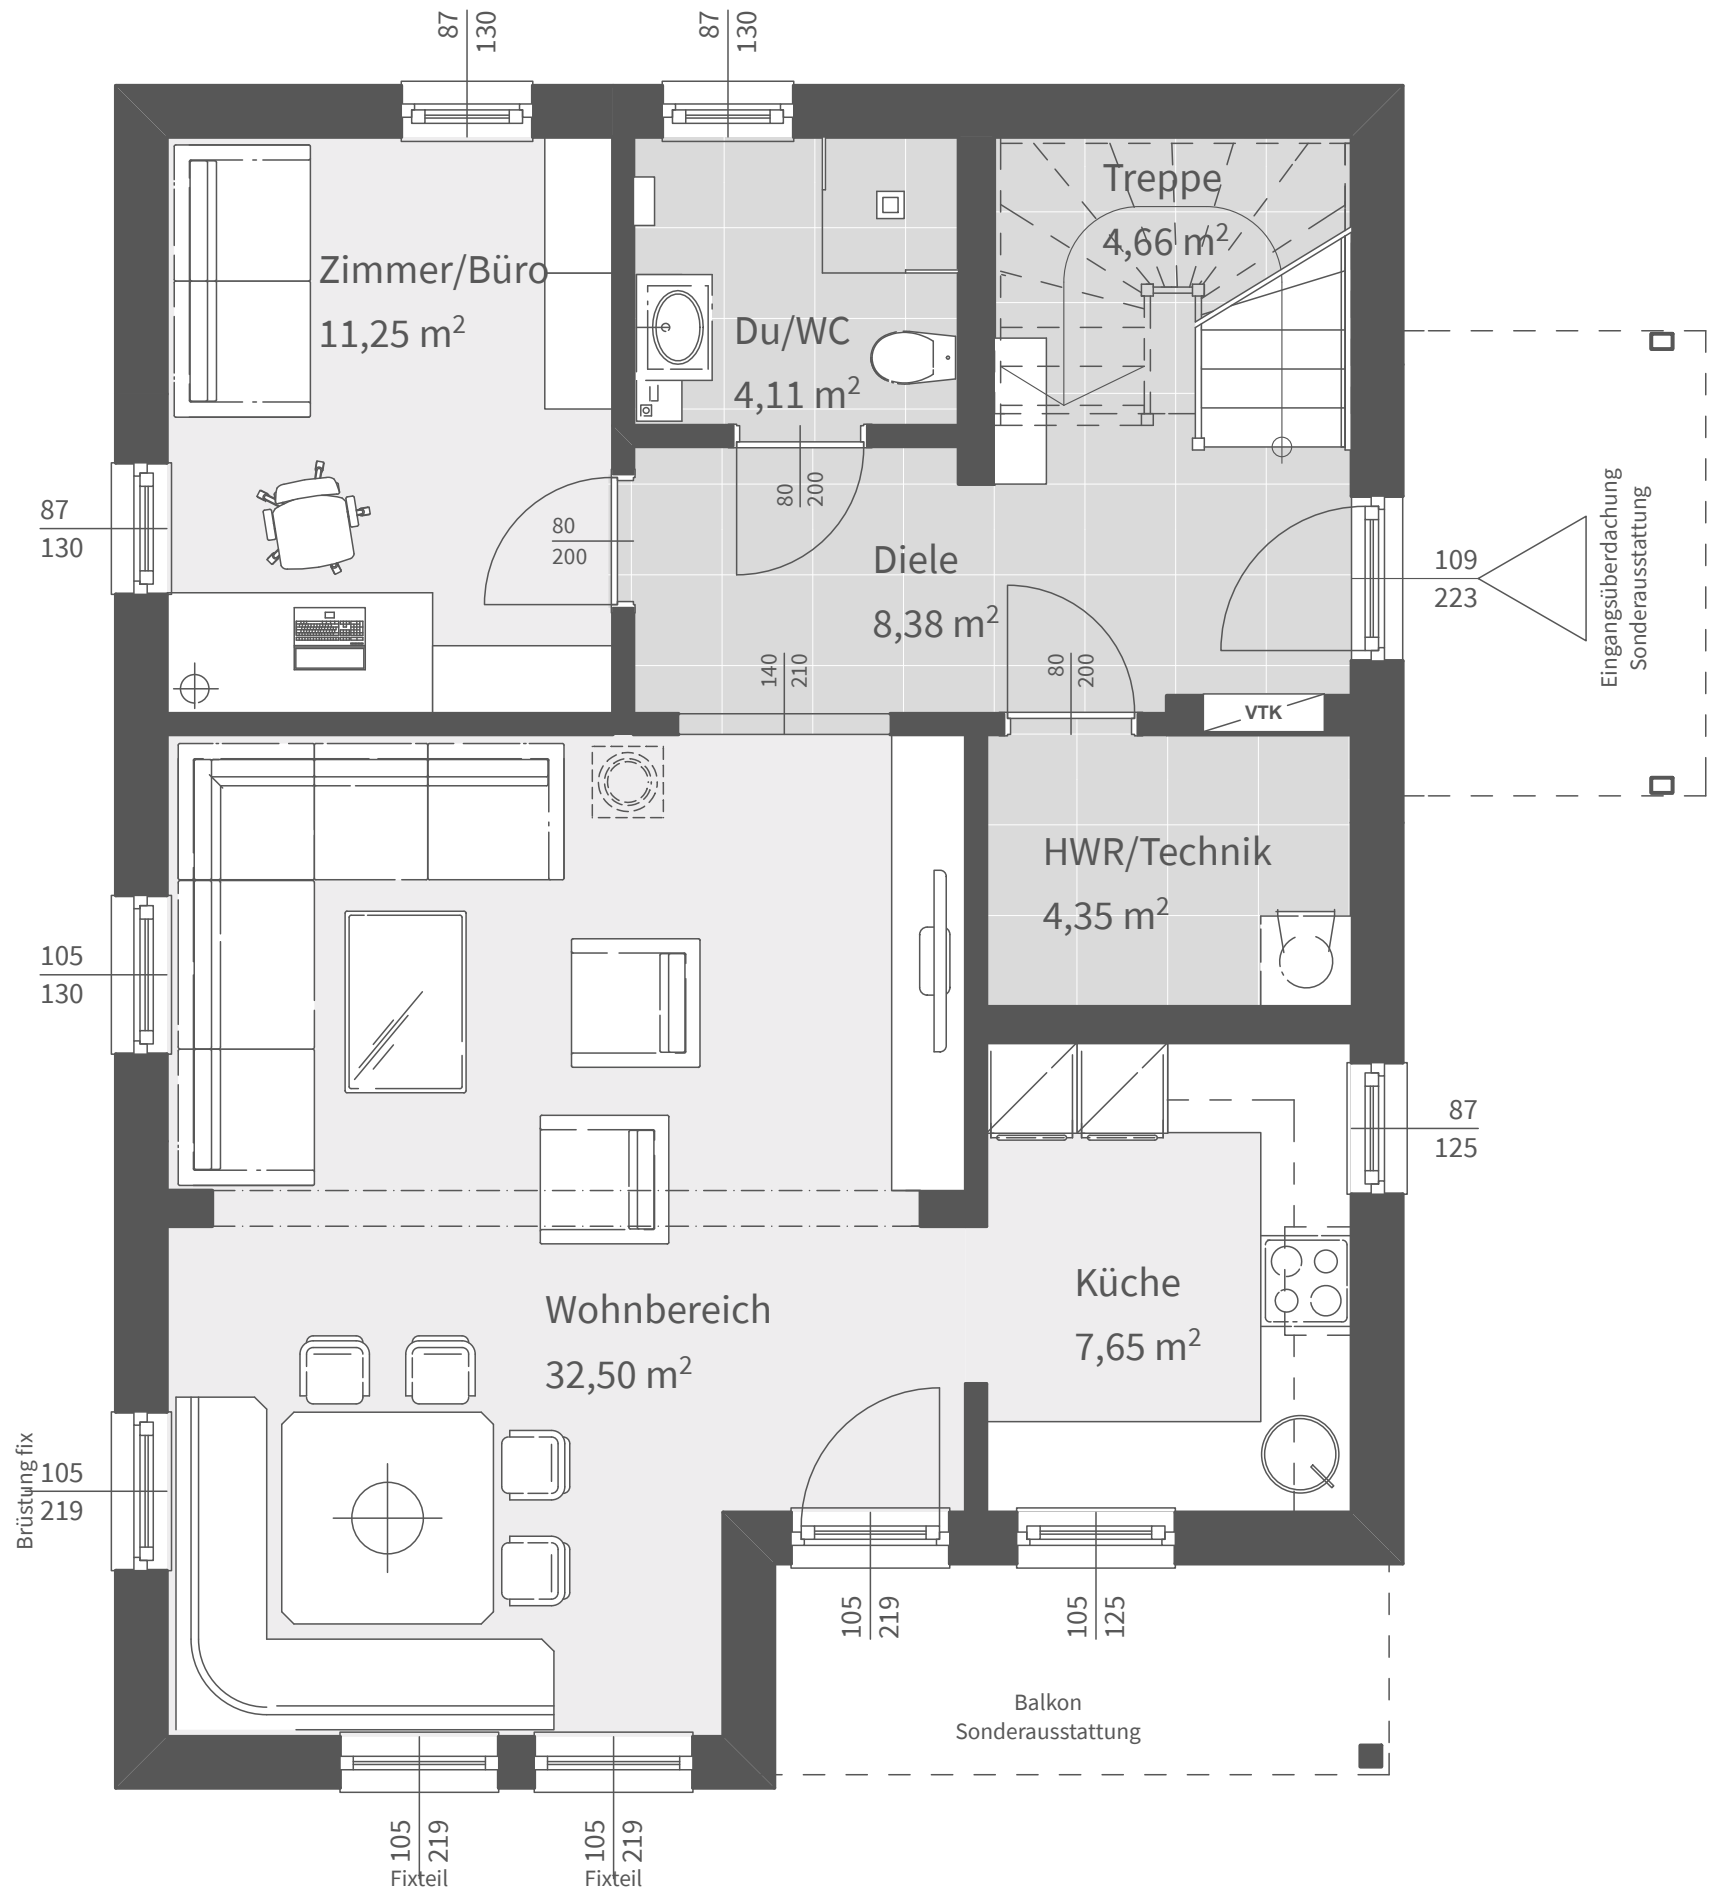 87
130
87
130
Treppe
4,66 m²
Zimmer/Büro
11,25 m²
Du/WC
4,11 m²
87
130
80
200
80
200
Diele
8,38 m²
109
223
Eingangsüberdachung
Sonderausstattung
140
210
80
200
VTK
HWR/Technik
4,35 m²
105
130
87
125
Küche
7,65 m²
Wohnbereich
32,50 m²
Brüstung fix
105
219
105
219
105
125
Balkon
Sonderausstattung
105
219
Fixteil
105
219
Fixteil